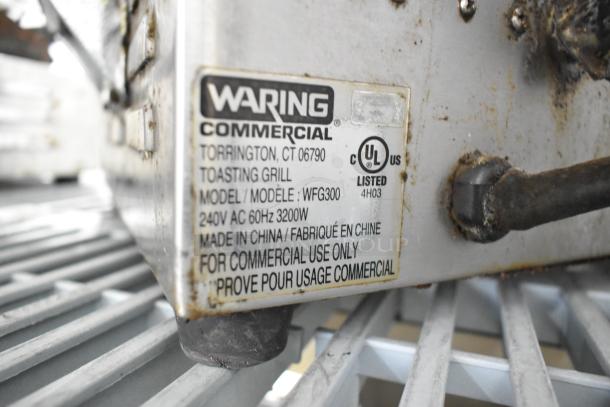 WARING®
COMMERCIAL
TORRINGTON, CT 06790
TOASTING GRILL
MODEL / MODÈLE : WFG300
240V AC 60Hz 3200W
MADE IN CHINA / FABRIQUÉ EN CHINE
FOR COMMERCIAL USE ONLY
"PROVE POUR USAGE COMMERCIAL
C UL US
LISTED
4H03